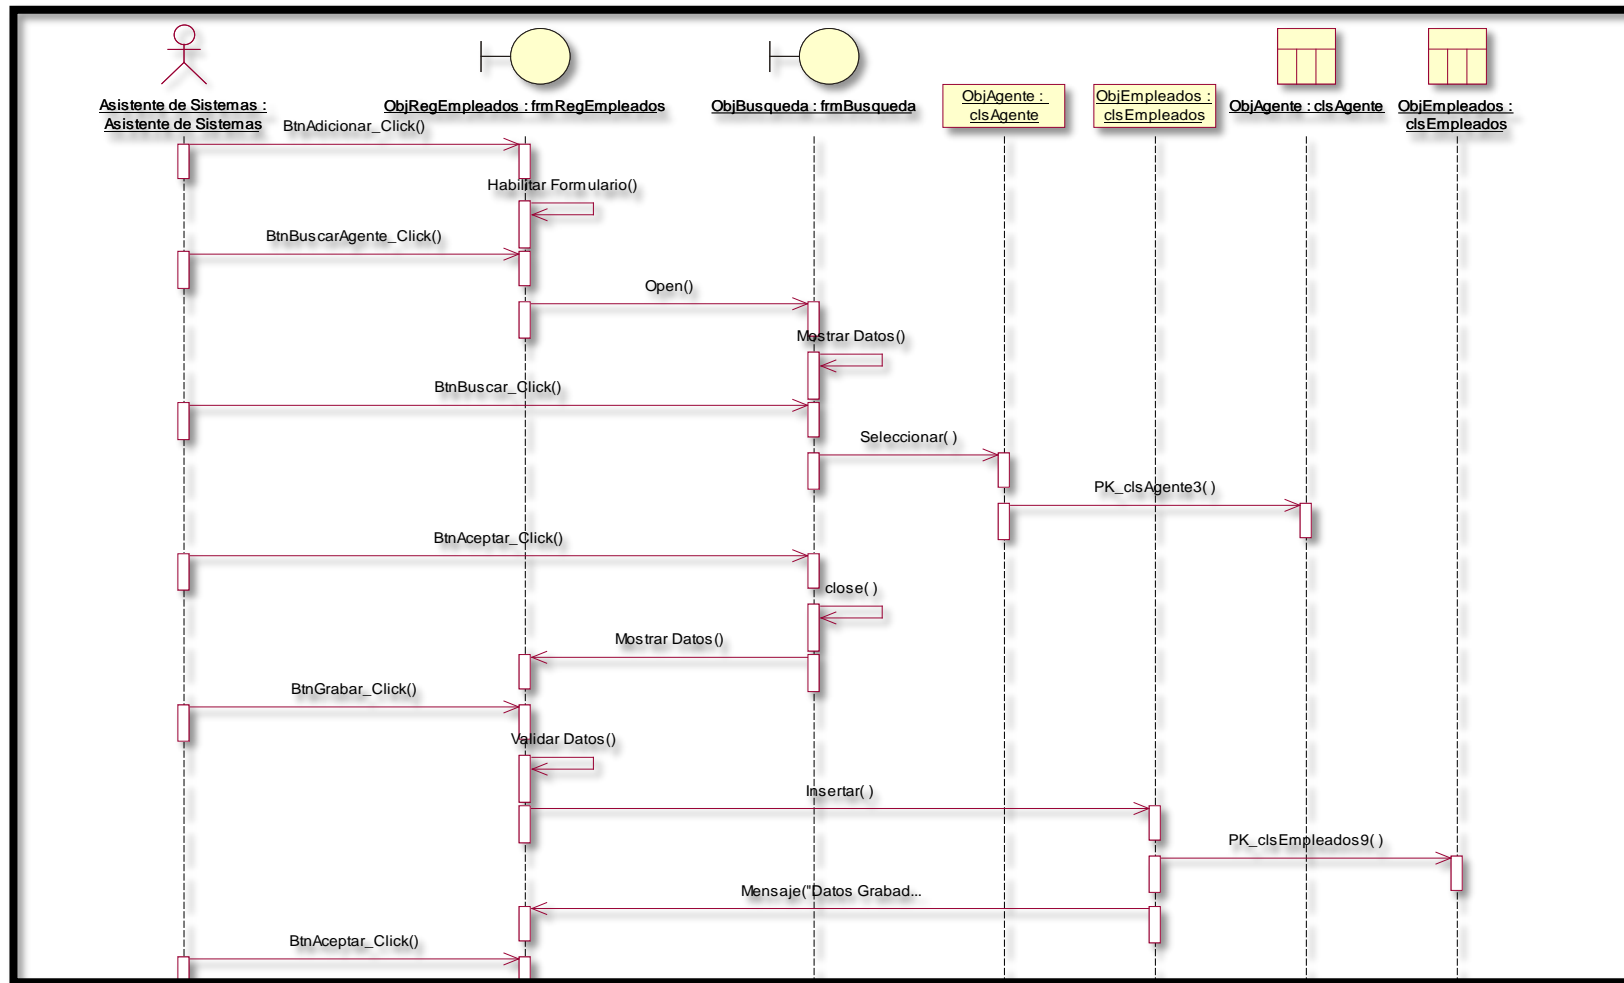 Asistente de Sistemas :
Asistente de Sistemas
ObjRegEmpleados : frmRegEmpleados
ObjBusqueda : frmBusqueda
ObjAgente :
clsAgente
ObjEmpleados :
clsEmpleados
ObjAgente : clsAgente
ObjEmpleados :
clsEmpleados
BtnAdicionar_Click()
Habilitar Formulario()
BtnBuscarAgente_Click()
Open()
Mostrar Datos()
BtnBuscar_Click()
Seleccionar( )
PK_clsAgente3( )
BtnAceptar_Click()
close( )
Mostrar Datos()
BtnGrabar_Click()
Validar Datos()
Insertar( )
PK_clsEmpleados9( )
Mensaje("Datos Grabad...
BtnAceptar_Click()